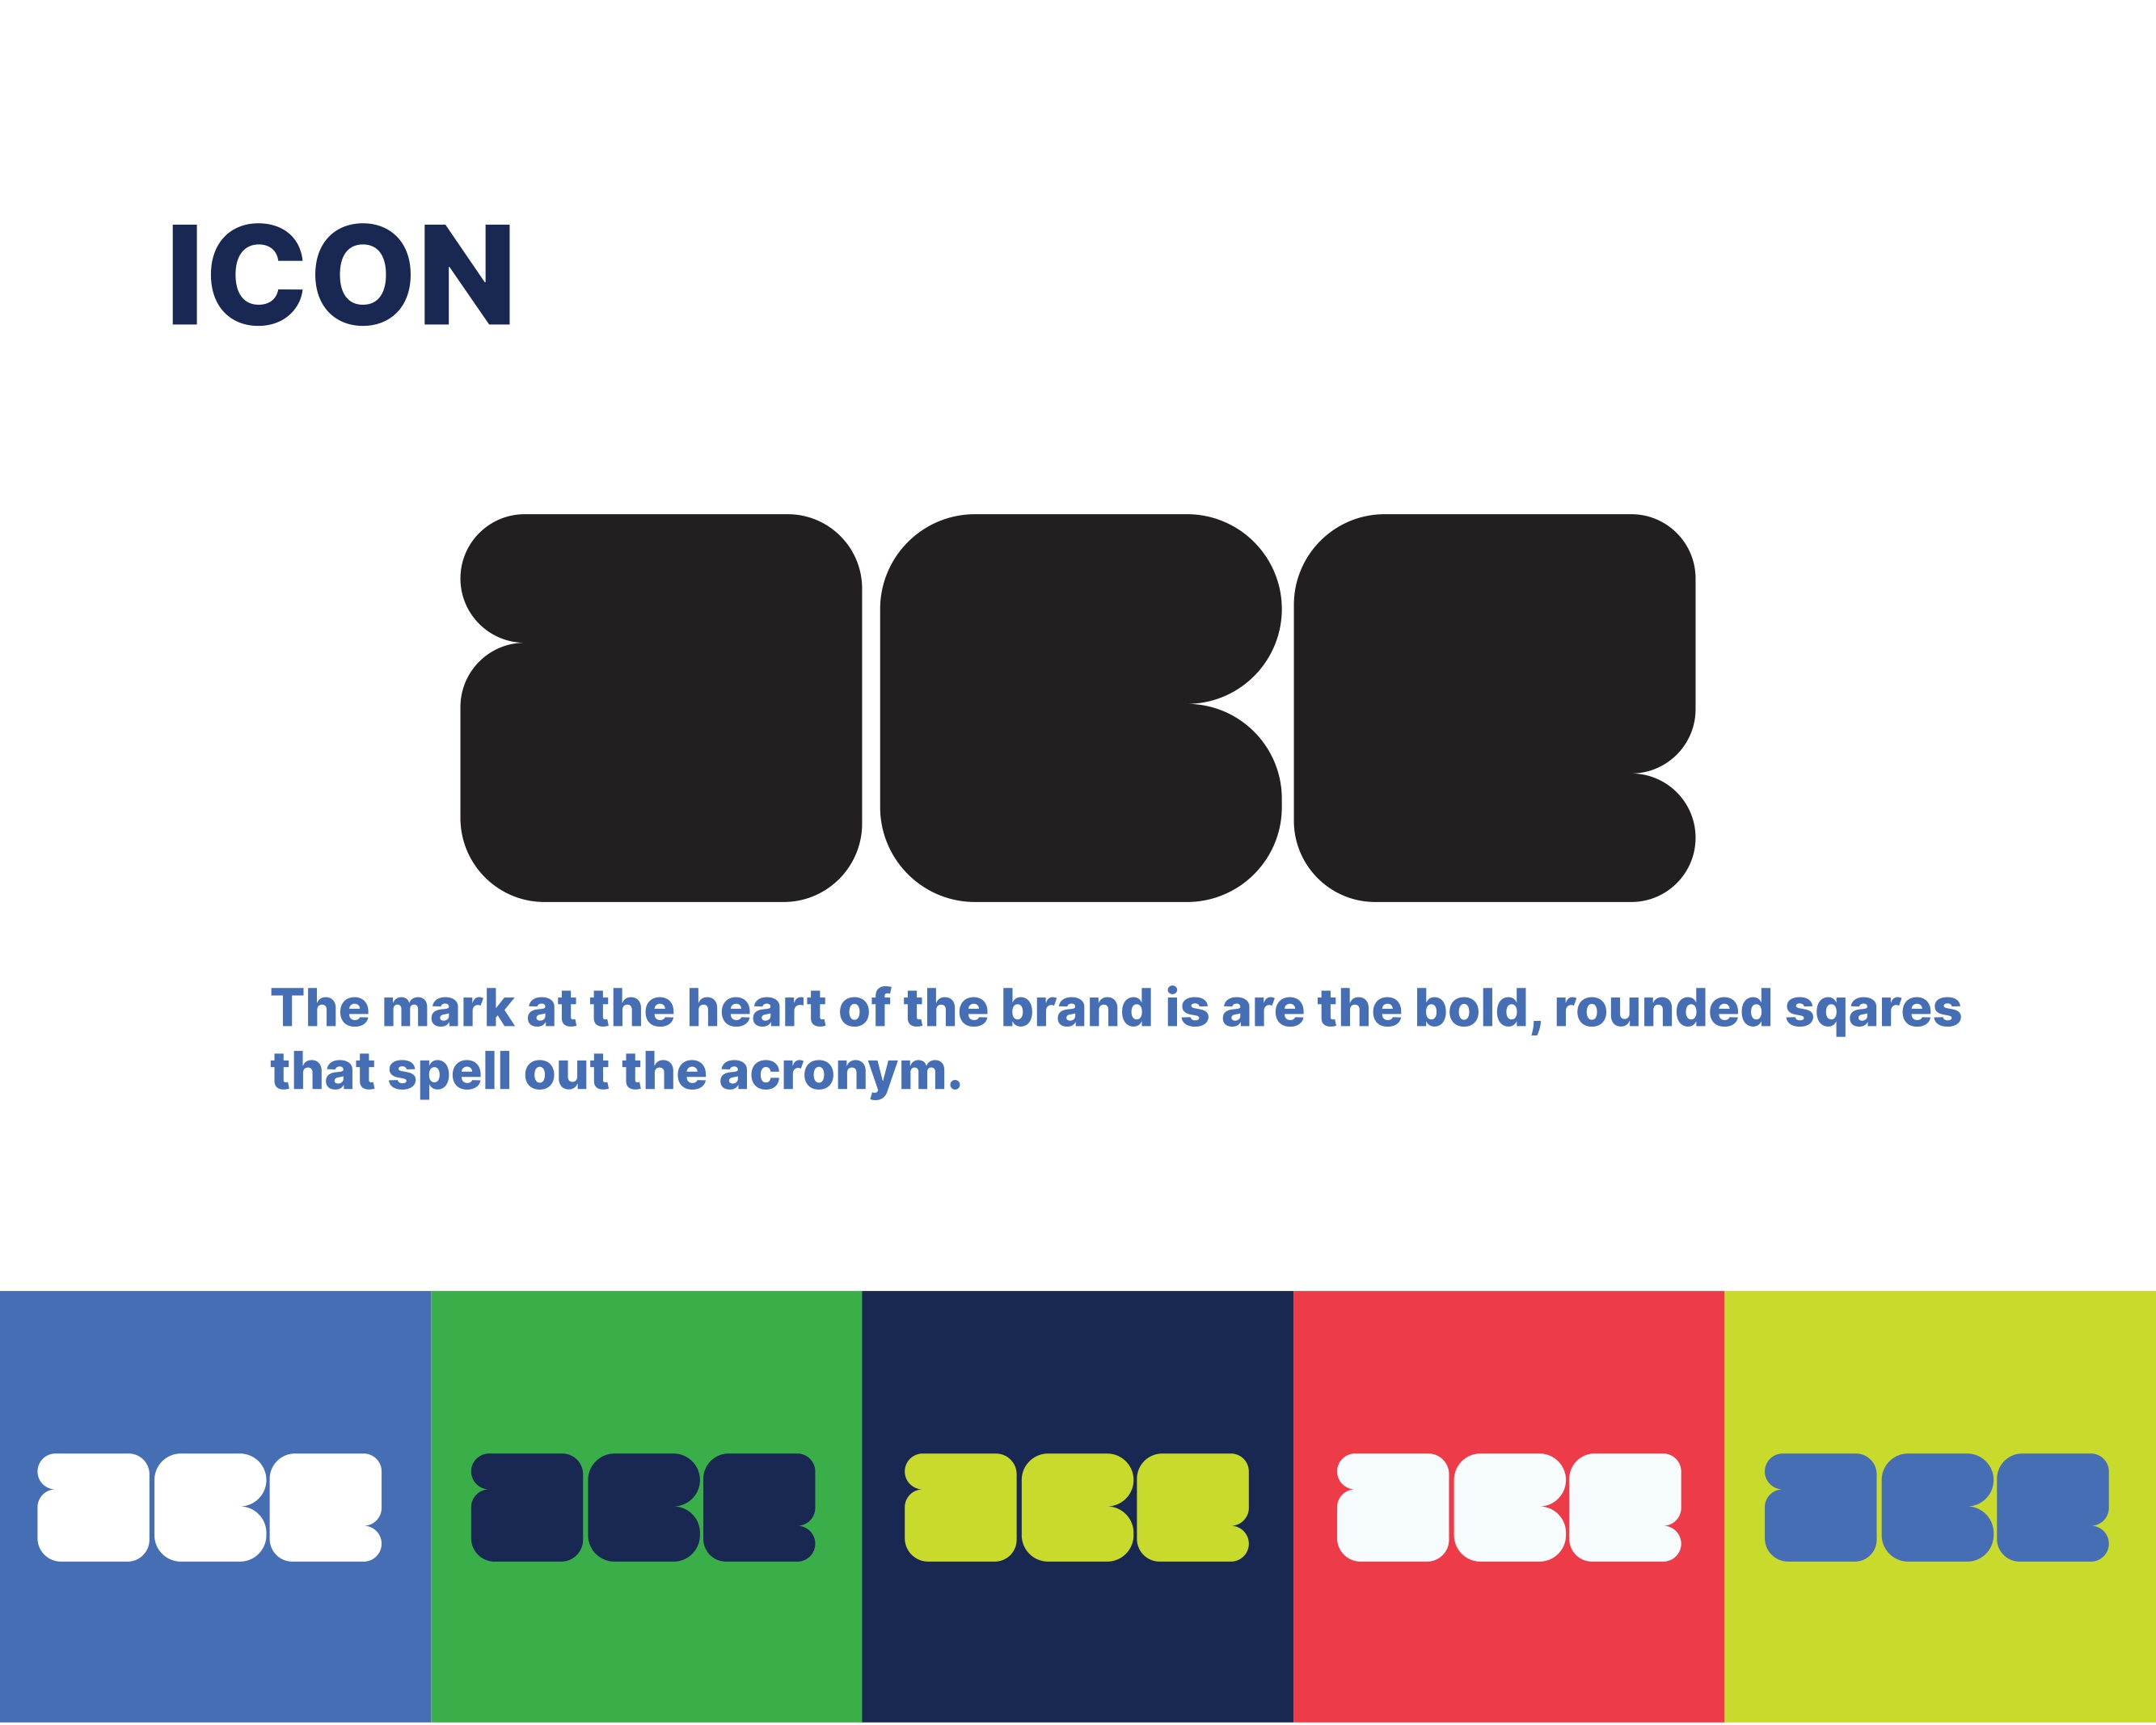 ICON
The mark at the heart of the brand is are the bold, rounded squares
that spell out the acronym.